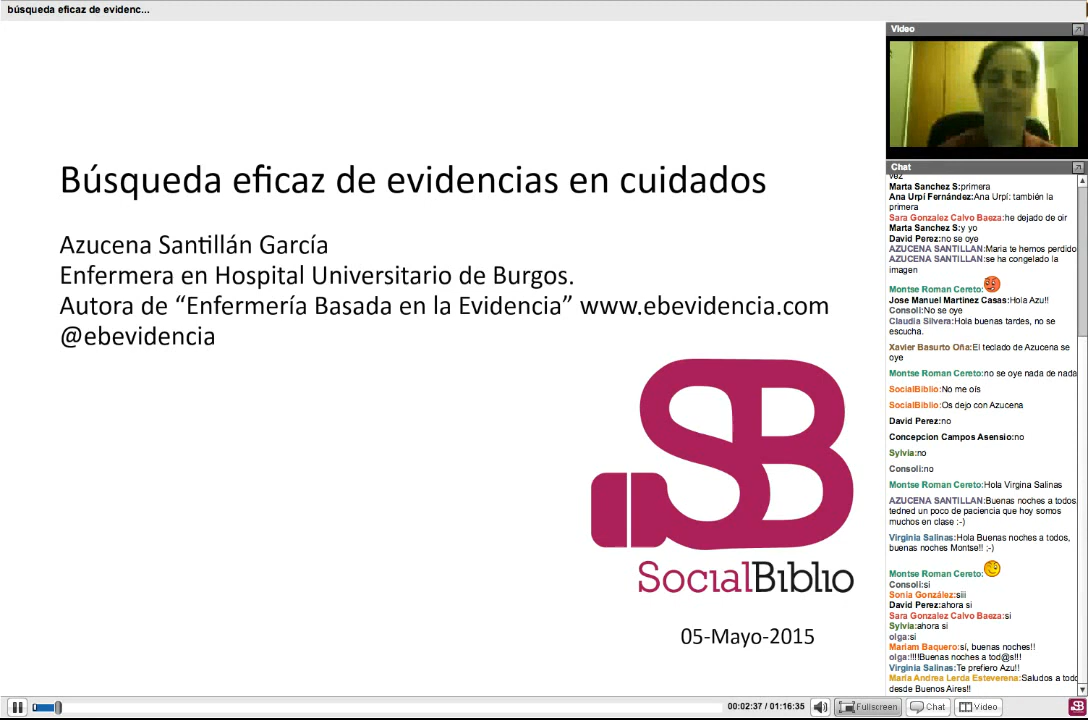 búsqueda eficaz de evidenc...
Búsqueda eficaz de evidencias en cuidados
Azucena Santillán García
Enfermera en Hospital Universitario de Burgos.
Autora de “Enfermería Basada en la Evidencia” www.ebevidencia.com
@ebevidencia
SB
SocialBiblio
05-Mayo-2015
Video
Chat
vez
Marta Sanchez S:primera
Ana Urpí Fernández:Ana Urpi: también la
primera
Sara Gonzalez Calvo Baeza:he dejado de oir
Marta Sanchez S:y yo
David Perez:no se oye
AZUCENA SANTILLAN:Maria te hemos perdido
AZUCENA SANTILLAN:se ha congelado la
imagen
Montse Roman Cereto:
Jose Manuel Martinez Casas:Hola Azu!!
Consoli:No se oye
Claudia Silvera:Hola buenas tardes, no se
escucha.
Xavier Basurto Oña:El teclado de Azucena se
oye
Montse Roman Cereto:no se oye nada de nada
SocialBiblio:No me oís
SocialBiblio:Os dejo con Azucena
David Perez:no
Concepcion Campos Asensio:no
Sylvia:no
Consoli:no
Montse Roman Cereto:Hola Virgina Salinas
AZUCENA SANTILLAN:Buenas noches a todos,
tedned un poco de paciencia que hoy somos
muchos en clase :-)
Virginia Salinas:Hola Buenas noches a todos,
buenas noches Montse!! ;-)
Montse Roman Cereto:
Consoli:si
Sonia González:siii
David Perez:ahora si
Sara Gonzalez Calvo Baeza:si
Sylvia:ahora si
olga:si
Mariam Baquero:si, buenas noches!!
olga:!!!!Buenas noches a tod@s!!!
Virginia Salinas:Te prefiero Azu!!
Maria Andrea Lerda Esteverena:Saludos a todo
desde Buenos Aires!!
00:02:37 / 01:16:35
Fullscreen
Chat
Video
SB